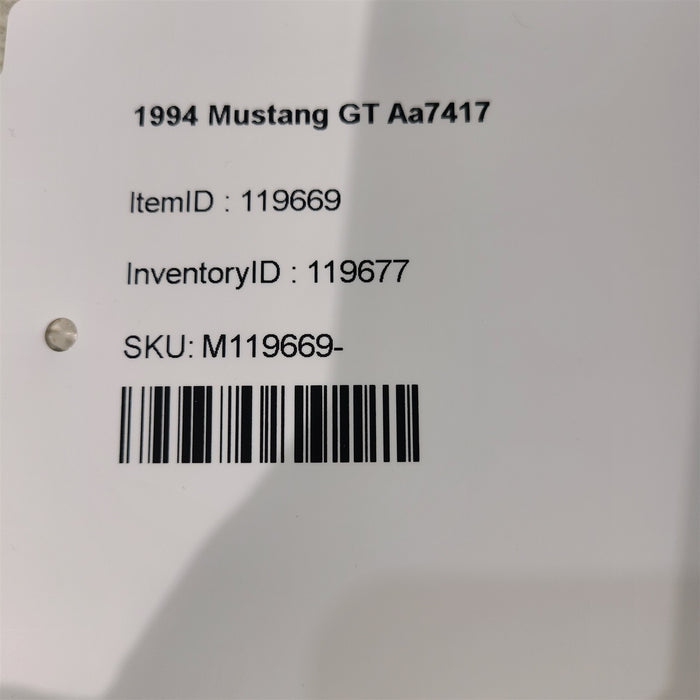 1994 Mustang GT Aa7417
ItemID : 119669
InventoryID : 119677
SKU: M119669-